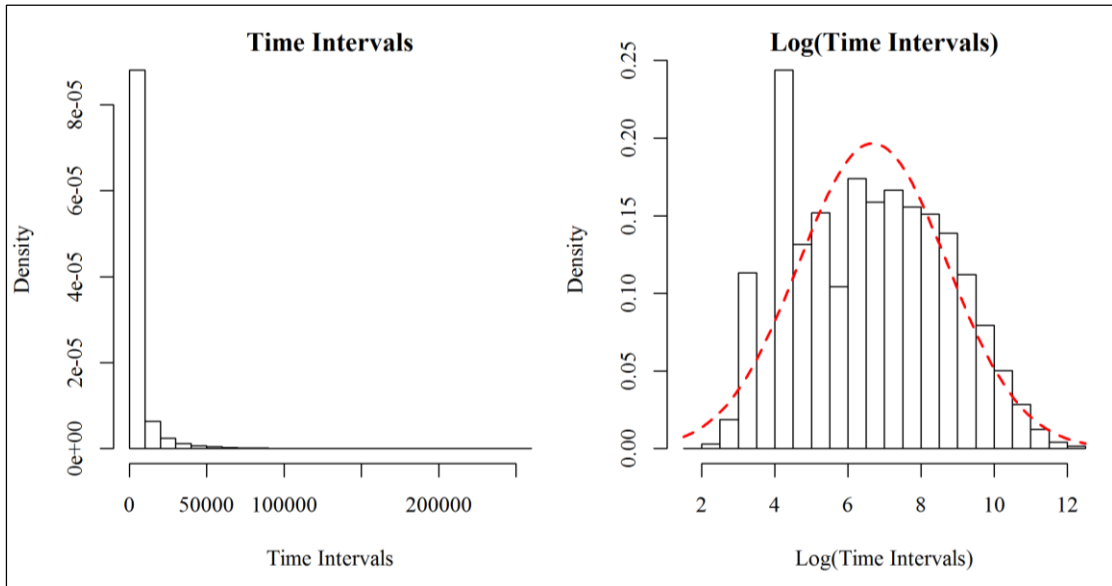 Time Intervals
Density
0e+00
2e-05
4e-05
6e-05
8e-05
0
50000
100000
200000
Time Intervals
Log(Time Intervals)
Density
0.00
0.05
0.10
0.15
0.20
0.25
2
4
6
8
10
12
Log(Time Intervals)